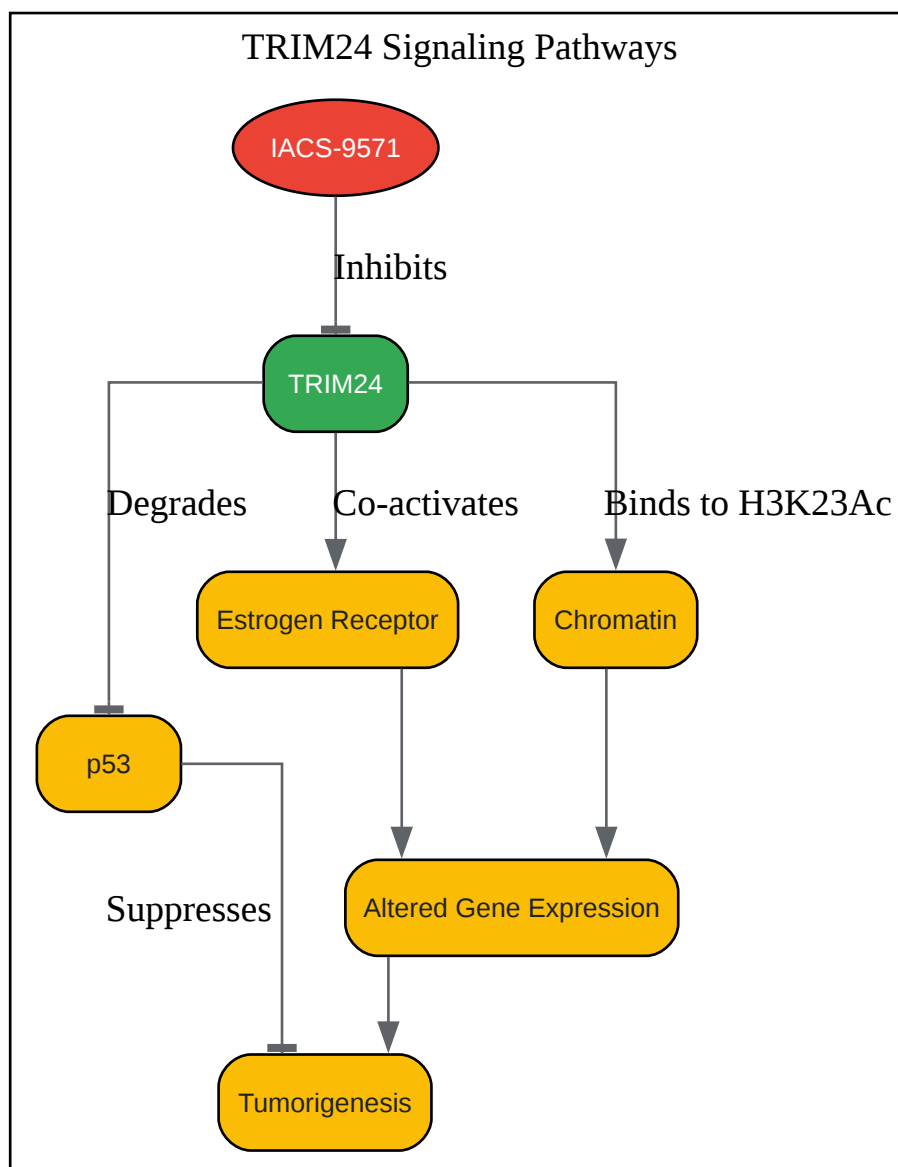 TRIM24 Signaling Pathways
IACS-9571
Inhibits
TRIM24
Degrades
Co-activates
Binds to H3K23Ac
Estrogen Receptor
Chromatin
p53
Suppresses
Altered Gene Expression
Tumorigenesis